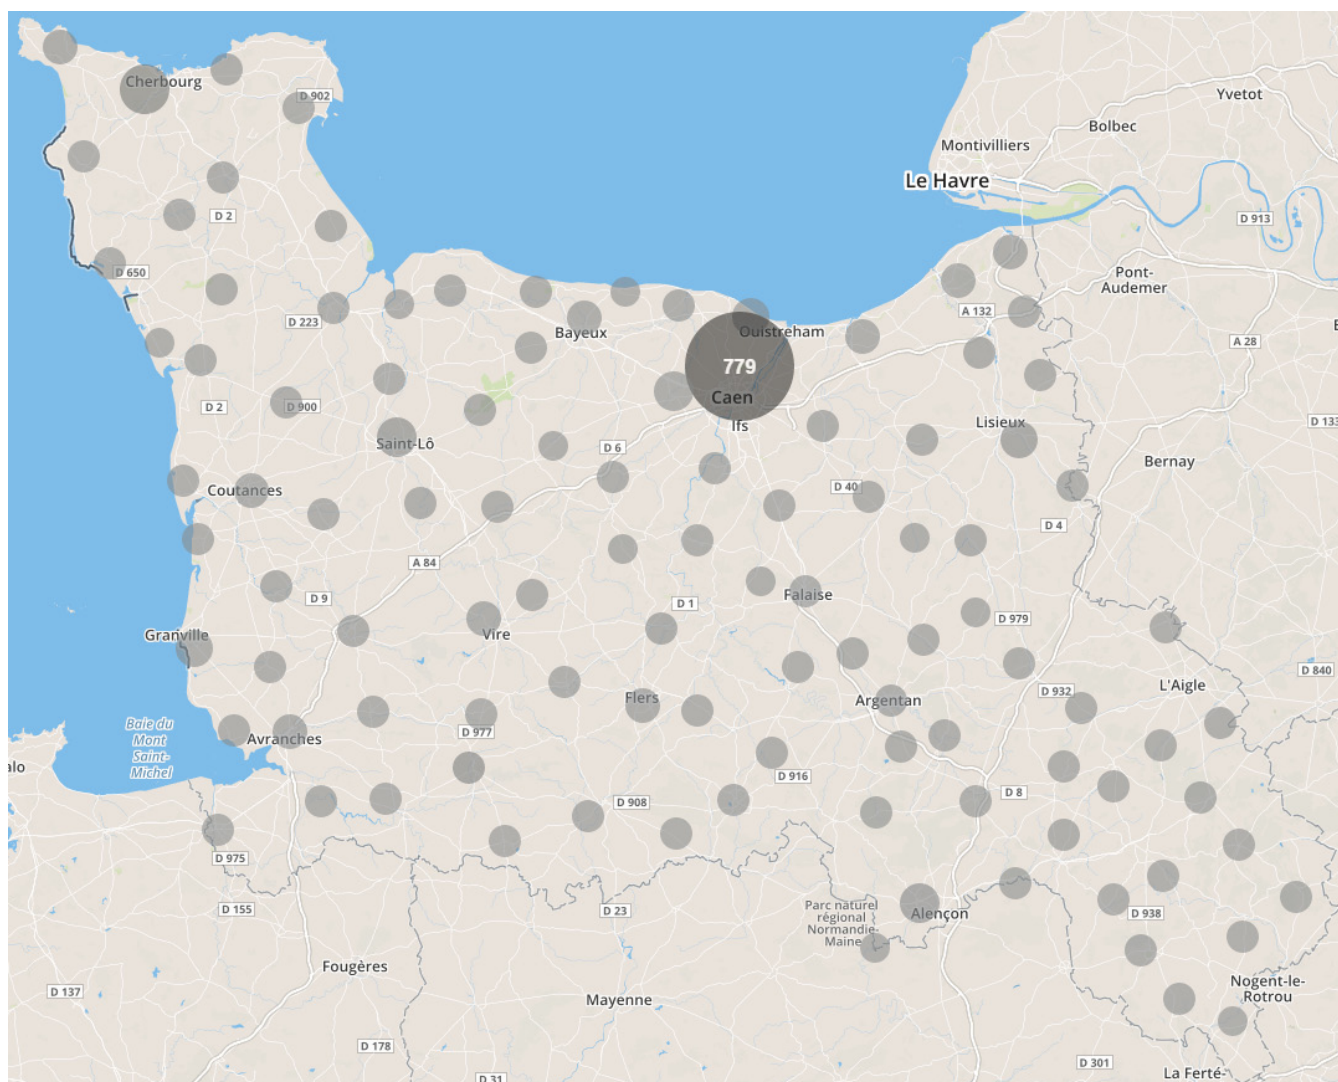 Cherbourg
D 902
Yvetot
Bolbec
Montivilliers
Le Havre
D 2
D 913
D 650
Pont-
Audemer
A 132
D 223
Bayeux
Ouistreham
A 28
779
Caen
D 2
D 900
D 133
Saint-Lô
D 6
Ifs
Lisieux
Bernay
Coutances
D 40
D 4
A 84
D 9
D 1
Falaise
D 979
Granville
Vire
D 840
Flers
Argentan
D 932
L'Aigle
Baie du
Mont
Saint-
Michel
Avranches
D 977
alo
D 916
D 8
D 908
D 975
D 155
D 23
Parc naturel
régional
Normandie-
Maine
Alençon
D 938
Fougères
D 137
Mayenne
Nogent-le-
Rotrou
D 178
D 301
D 31
La Ferté-